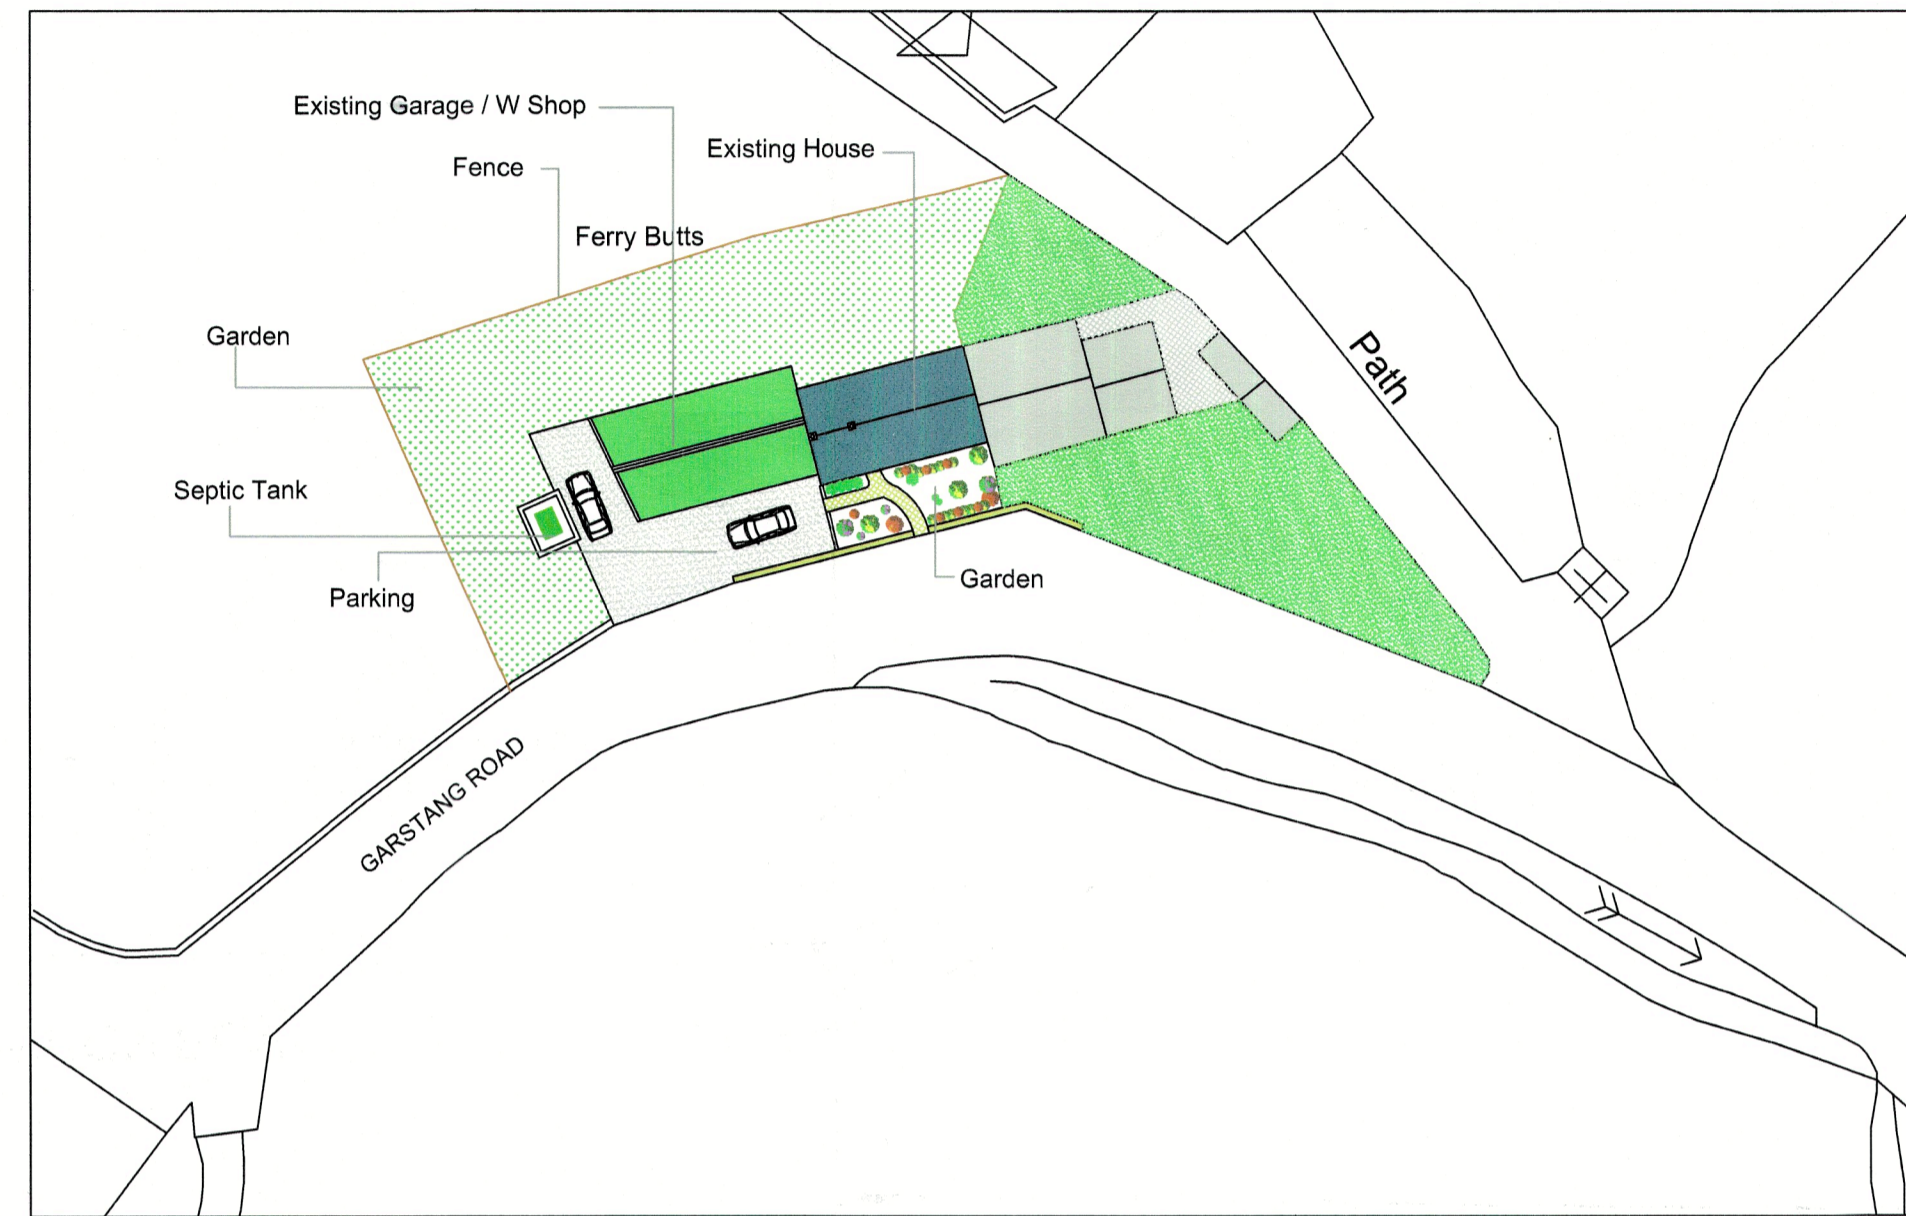 Existing Garage / W Shop
Existing House
Fence
Ferry Butts
Garden
Path
Septic Tank
Garden
Parking
GARSTANG ROAD